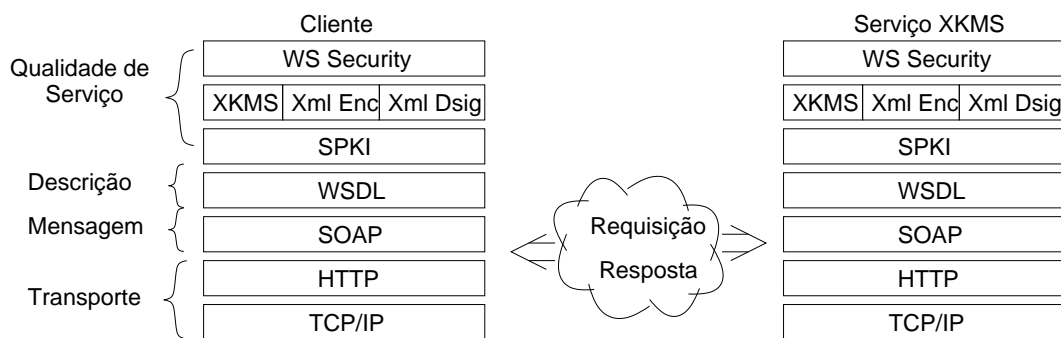 Cliente
Serviço XKMS
Qualidade de
Serviço
WS Security
XKMS Xml Enc Xml Dsig
SPKI
Descrição
WSDL
Mensagem
SOAP
Transporte
HTTP
TCP/IP
Requisição
Resposta
WS Security
XKMS Xml Enc Xml Dsig
SPKI
WSDL
SOAP
HTTP
TCP/IP